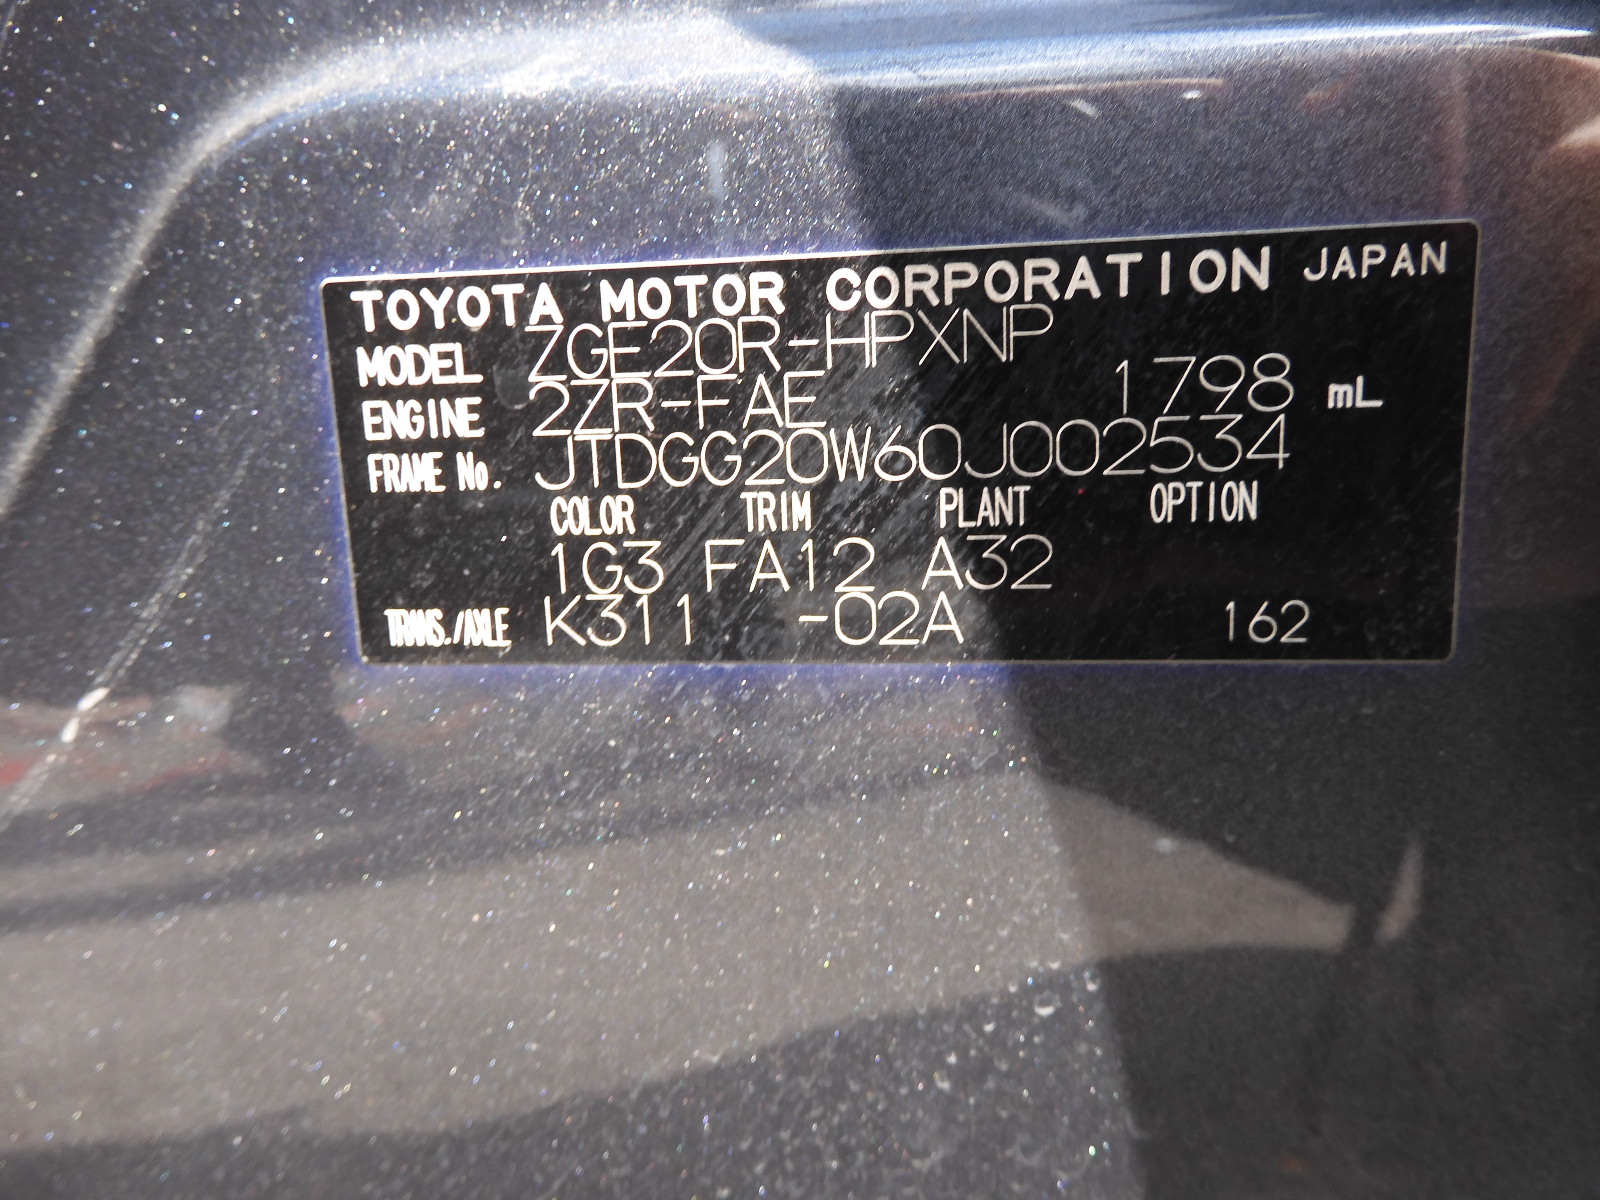 TOYOTA MOTOR CORPORATION JAPAN
MODEL ZGE20R-HPXNP
ENGINE 2ZR-FAE 1798 mL
FRAME No. JTDGG20W60J002534
COLOR TRIM PLANT OPTION
1G3 FA12 A32
TRANS./AXLE K311 -02A 162